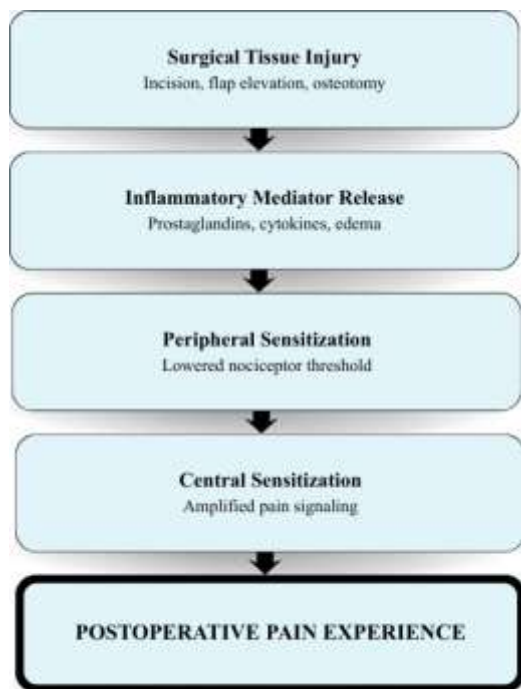 Surgical Tissue Injury
Incision, flap elevation, osteotomy
Inflammatory Mediator Release
Prostaglandins, cytokines, edema
Peripheral Sensitization
Lowered nociceptor threshold
Central Sensitization
Amplified pain signaling
POSTOPERATIVE PAIN EXPERIENCE